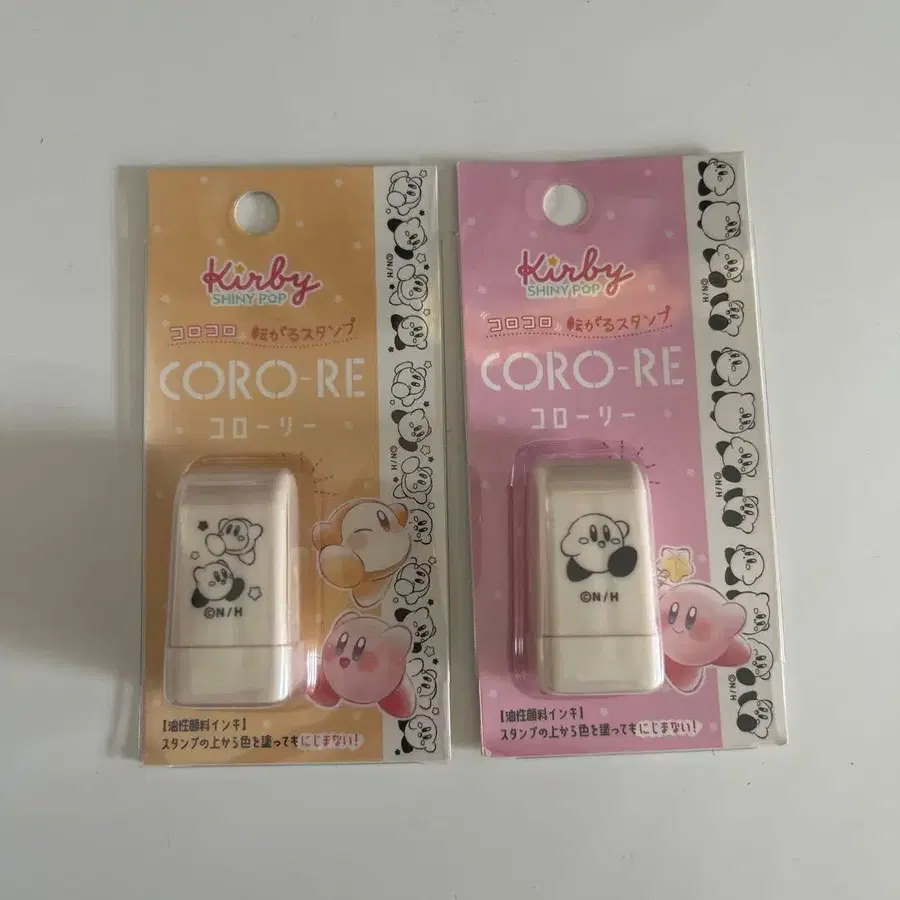 Kirby
SHINY POP
"コロコロ"転がるスタンプ
CORO-RE
コローリー
©N/H
©N/H
©N/H
【油性顔料インキ】
スタンプの上から色を塗ってもにじまない!
Kirby
SHINY POP
"コロコロ"転がるスタンプ
CORO-RE
コローリー
©N/H
©N/H
©N/H
©N/H
【油性顔料インキ】
スタンプの上から色を塗ってもにじまない!